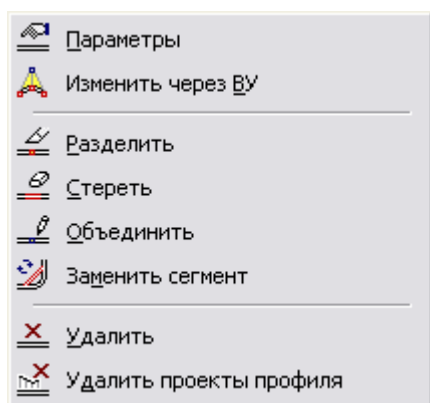 Параметры
Изменить через ВУ
Разделить
Стереть
Объединить
Заменить сегмент
Удалить
Удалить проекты профиля